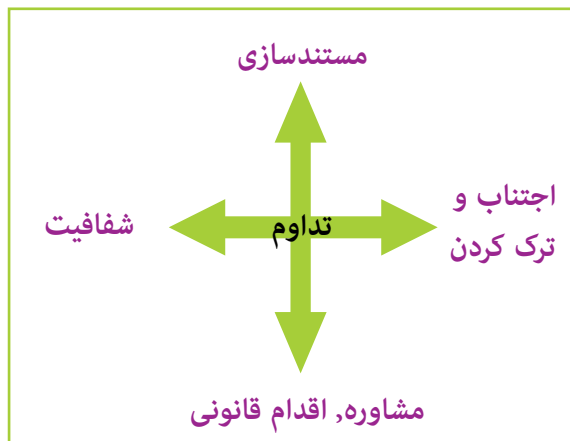 مستندسازی
اجتناب و
ترک کردن
تداوم
شفافیت
مشاوره, اقدام قانونی